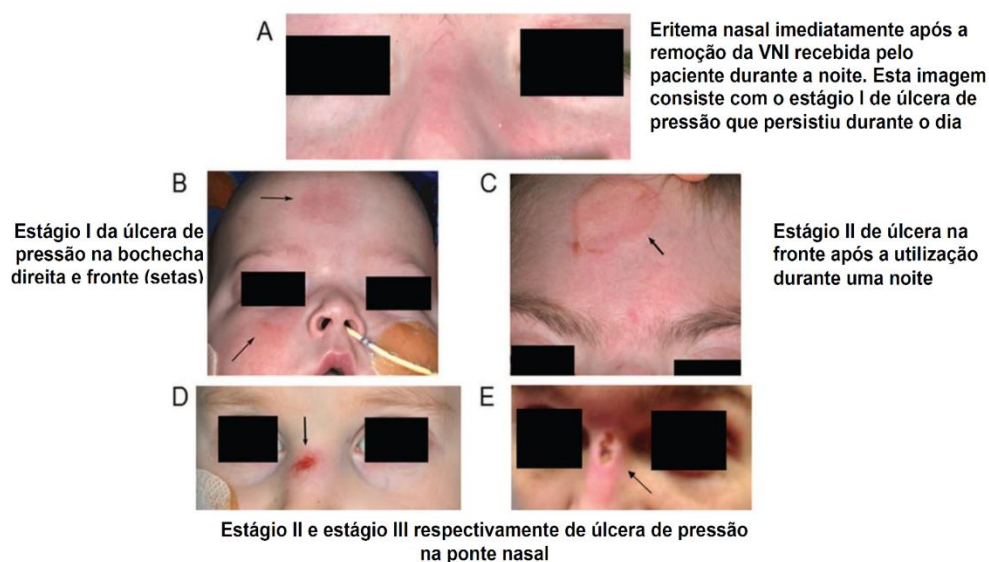 A
Eritema nasal imediatamente após a
remoção da VNI recebida pelo
paciente durante a noite. Esta imagem
consiste com o estágio I de úlcera de
pressão que persistiu durante o dia
B
Estágio I da úlcera de
pressão na bochecha
direita e fronte (setas)
C
Estágio II de úlcera na
fronte após a utilização
durante uma noite
D
E
Estágio II e estágio III respectivamente de úlcera de pressão
na ponte nasal